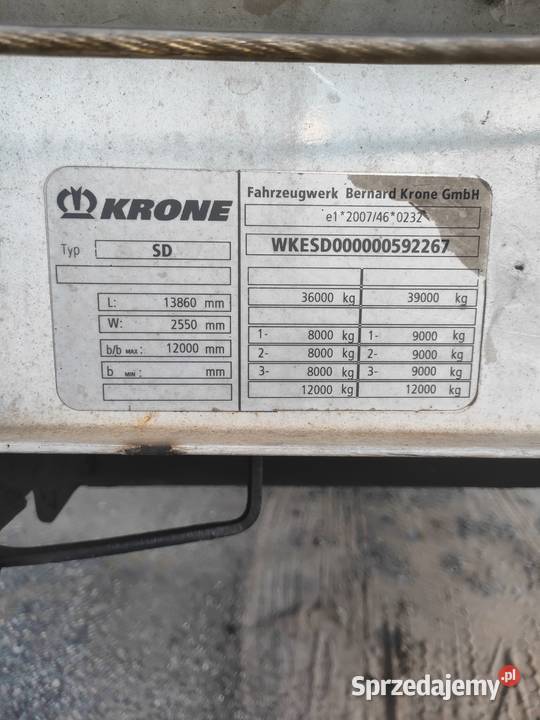 KRONE
Typ SD
L: 13860 mm
W: 2550 mm
b/b MAX: 12000 mm
b MIN: mm
Fahrzeugwerk Bernard Krone GmbH
e1*2007/46*0232
WKESD000000592267
36000 kg 39000 kg
1- 8000 kg 1- 9000 kg
2- 8000 kg 2- 9000 kg
3- 8000 kg 3- 9000 kg
12000 kg 12000 kg
Sprzedajemy.pl